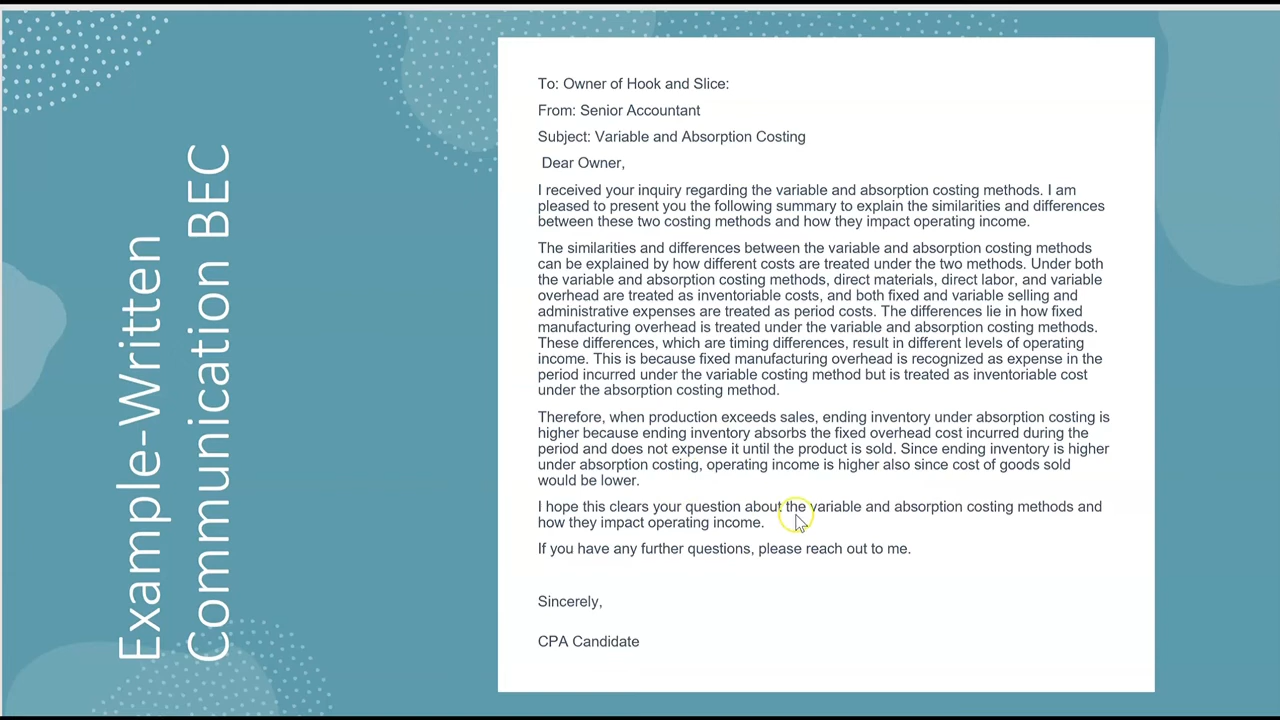 Example-Written
Communication BEC
To: Owner of Hook and Slice:
From: Senior Accountant
Subject: Variable and Absorption Costing
Dear Owner,
I received your inquiry regarding the variable and absorption costing methods. I am
pleased to present you the following summary to explain the similarities and differences
between these two costing methods and how they impact operating income.
The similarities and differences between the variable and absorption costing methods
can be explained by how different costs are treated under the two methods. Under both
the variable and absorption costing methods, direct materials, direct labor, and variable
overhead are treated as inventoriable costs, and both fixed and variable selling and
administrative expenses are treated as period costs. The differences lie in how fixed
manufacturing overhead is treated under the variable and absorption costing methods.
These differences, which are timing differences, result in different levels of operating
income. This is because fixed manufacturing overhead is recognized as expense in the
period incurred under the variable costing method but is treated as inventoriable cost
under the absorption costing method.
Therefore, when production exceeds sales, ending inventory under absorption costing is
higher because ending inventory absorbs the fixed overhead cost incurred during the
period and does not expense it until the product is sold. Since ending inventory is higher
under absorption costing, operating income is higher also since cost of goods sold
would be lower.
I hope this clears your question about the variable and absorption costing methods and
how they impact operating income.
If you have any further questions, please reach out to me.
Sincerely,
CPA Candidate